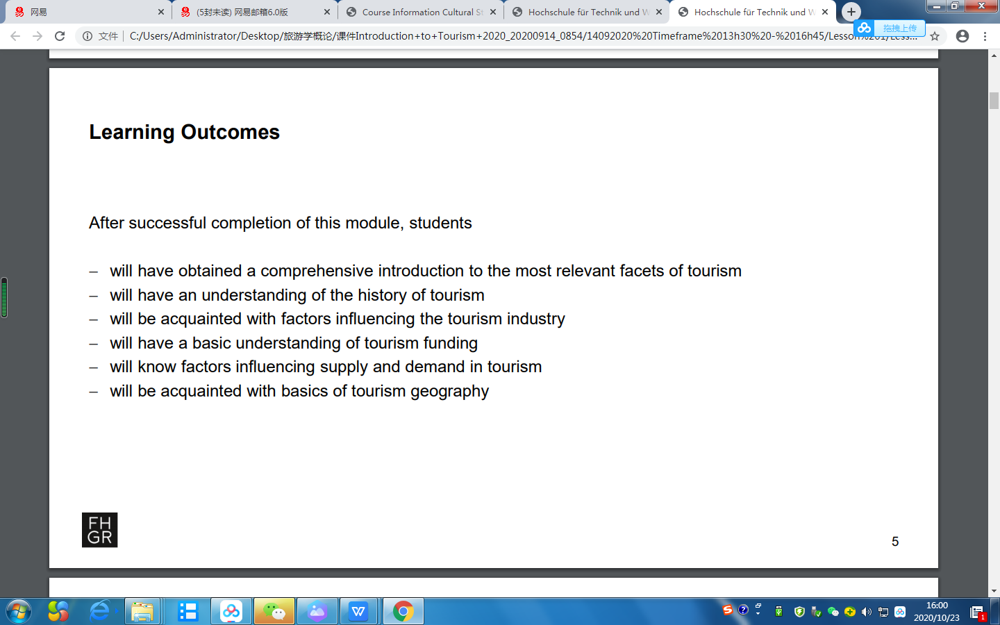 网易
(5封未读) 网易邮箱6.0版
Course Information Cultural St
Hochschule für Technik und W
Hochschule für Technik und W
文件
C:/Users/Administrator/Desktop/旅游学概论/课件Introduction+to+Tourism+2020_20200914_0854/14092020%20Timeframe%2013h30%20-%2016h45/Lesson%201/Less...
拖拽上传
Learning Outcomes
After successful completion of this module, students
– will have obtained a comprehensive introduction to the most relevant facets of tourism
– will have an understanding of the history of tourism
– will be acquainted with factors influencing the tourism industry
– will have a basic understanding of tourism funding
– will know factors influencing supply and demand in tourism
– will be acquainted with basics of tourism geography
FH
GR
5
16:00
2020/10/23
1